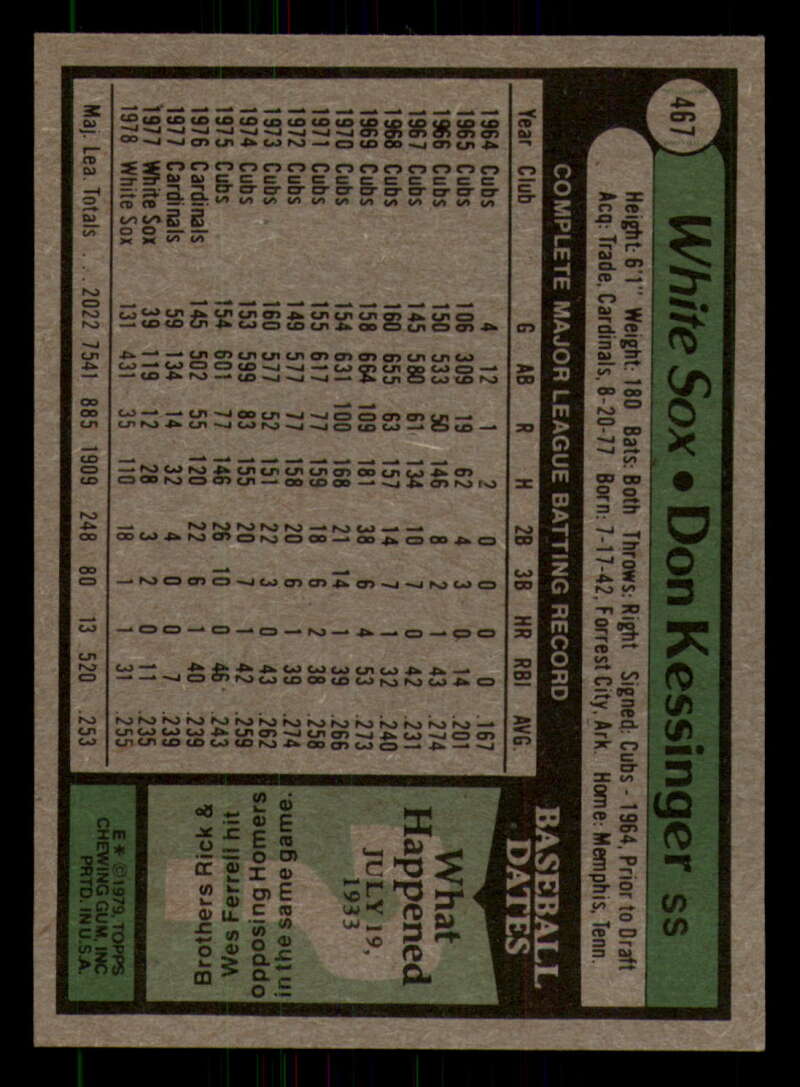 467
White Sox • Don Kessinger SS
Height: 6'1" Weight: 180 Bats: Both Throws: Right Signed: Cubs - 1964, Prior to Draft
Acq: Trade, Cardinals, 8-20-77 Born: 7-17-42, Forrest City, Ark. Home: Memphis, Tenn.
COMPLETE MAJOR LEAGUE BATTING RECORD
Year Club G AB R H 2B 3B HR RBI AVG.
1964 Cubs 4 12 1 2 0 0 0 0 .167
1965 Cubs 106 309 19 62 4 3 0 14 .201
1966 Cubs 150 533 50 146 8 2 1 43 .274
1967 Cubs 145 580 61 134 10 7 0 42 .231
1968 Cubs 160 655 63 157 14 7 1 32 .240
1969 Cubs 158 664 109 181 38 6 4 53 .273
1970 Cubs 154 631 100 168 21 14 1 39 .266
1971 Cubs 155 617 77 159 18 6 2 38 .258
1972 Cubs 149 577 77 158 20 6 1 39 .274
1973 Cubs 160 577 52 151 22 3 0 43 .262
1974 Cubs 153 599 83 155 20 7 1 42 .259
1975 Cubs 154 601 77 146 26 10 0 46 .243
1976 Cardinals 145 502 55 120 22 6 1 40 .239
1977 Cardinals 59 134 14 32 4 0 0 7 .239
1977 White Sox 39 119 12 28 3 2 0 11 .235
1978 White Sox 131 431 35 110 18 1 1 31 .255
Maj. Lea. Totals . . . 2022 7541 885 1909 248 80 13 520 .253
BASEBALL
DATES
What
Happened
JULY 19,
1933
Brothers Rick &
Wes Ferrell hit
opposing Homers
in the same game.
E* © 1979, TOPPS
CHEWING GUM, INC
PRTD. IN U.S.A.